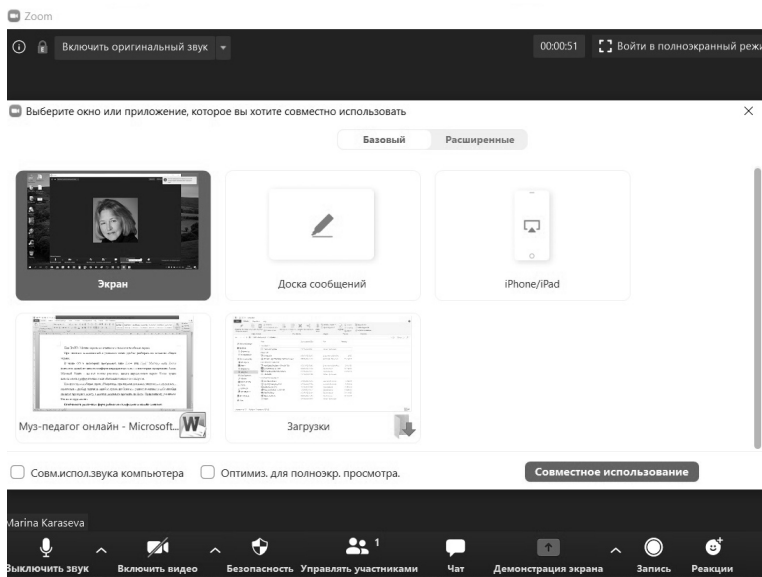 Zoom
Включить оригинальный звук
00:00:51
Войти в полноэкранный режи
Выберите окно или приложение, которое вы хотите совместно использовать
Базовый
Расширенные
Экран
Доска сообщений
iPhone/iPad
Муз-педагог онлайн - Microsoft...
Загрузки
Совм.испол.звука компьютера
Оптимиз. для полноэкр. просмотра.
Совместное использование
Marina Karaseva
1
Выключить звук
Включить видео
Безопасность
Управлять участниками
Чат
Демонстрация экрана
Запись
Реакции